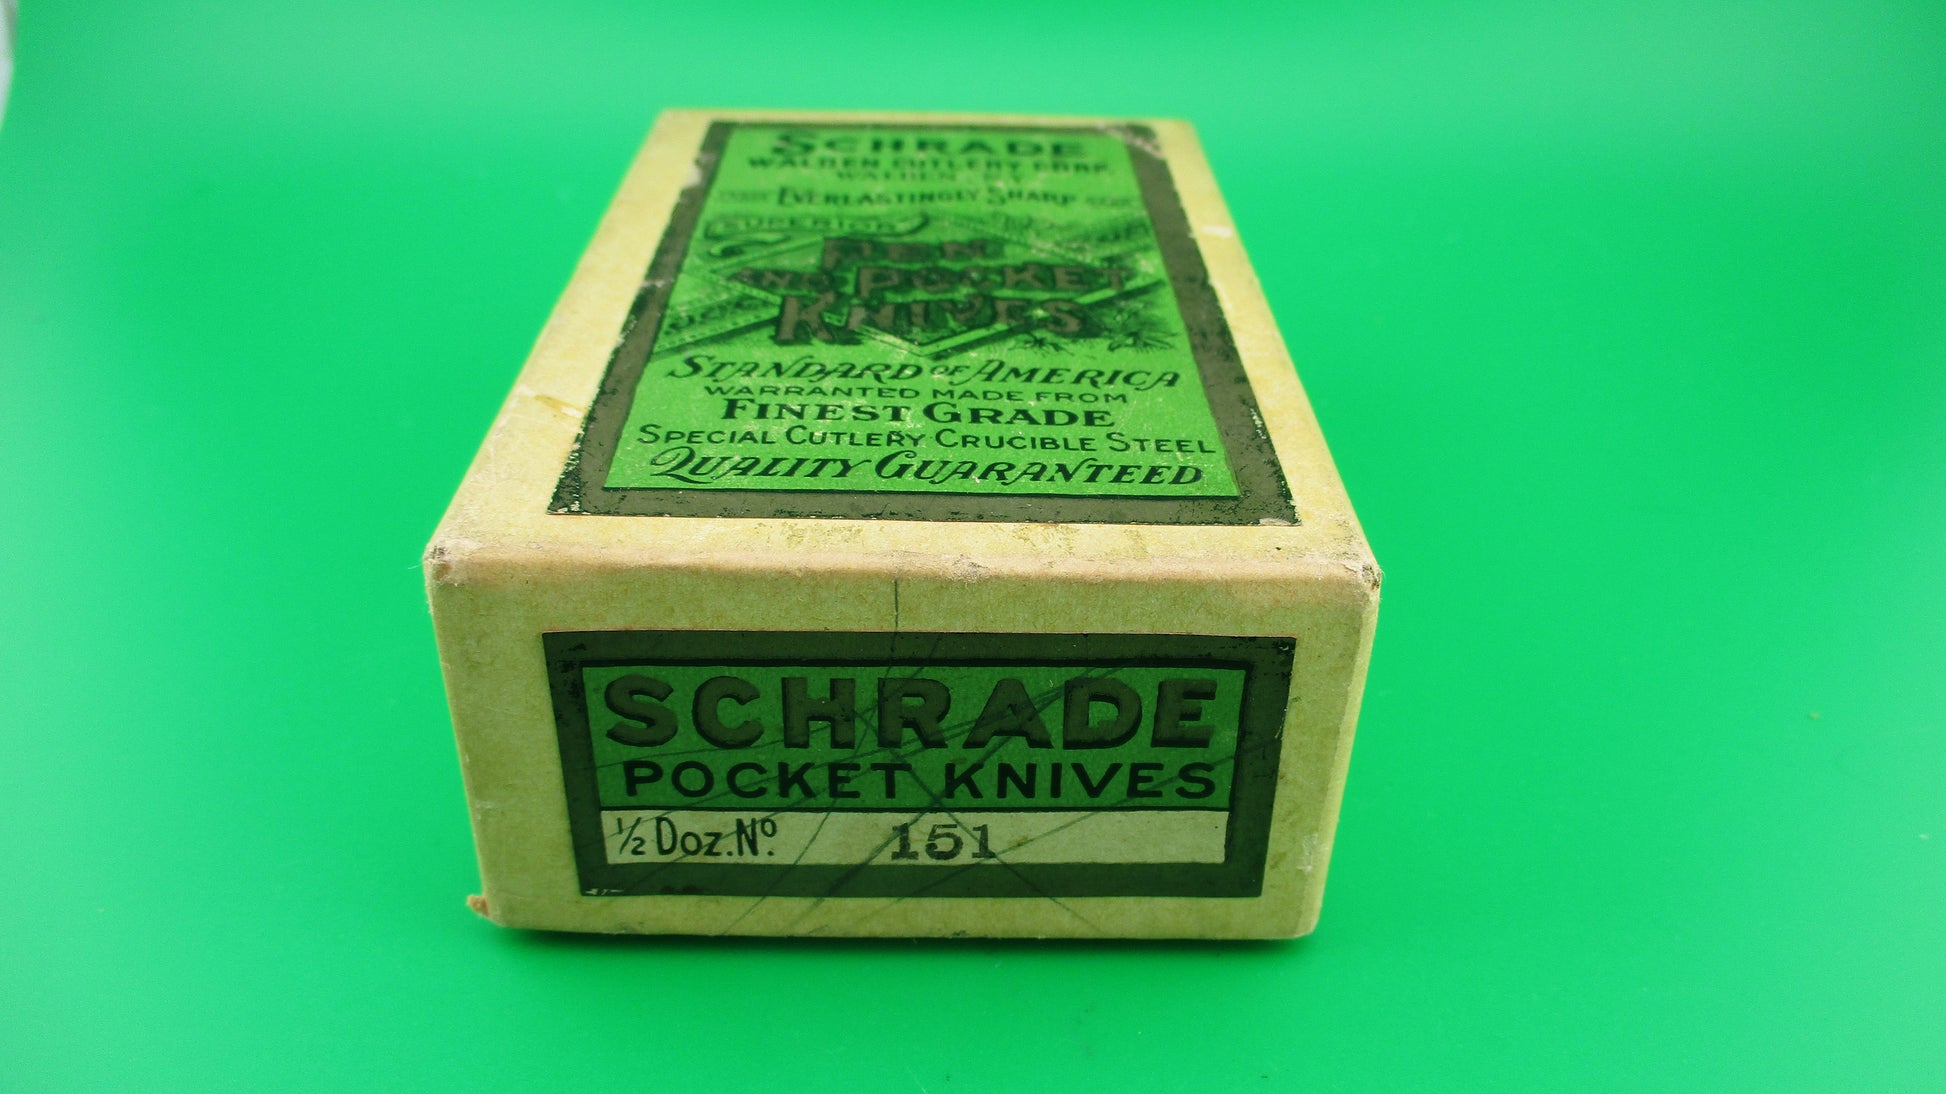 SCHRADE
WALDEN CUTLERY CORP.
WALDEN N.Y.
EVERLASTINGLY SHARP
SUPERIOR
PEN
AND POCKET
KNIVES
STANDARD OF AMERICA
WARRANTED MADE FROM
FINEST GRADE
SPECIAL CUTLERY CRUCIBLE STEEL
QUALITY GUARANTEED
SCHRADE
POCKET KNIVES
1/2 DOZ. Nº. 151